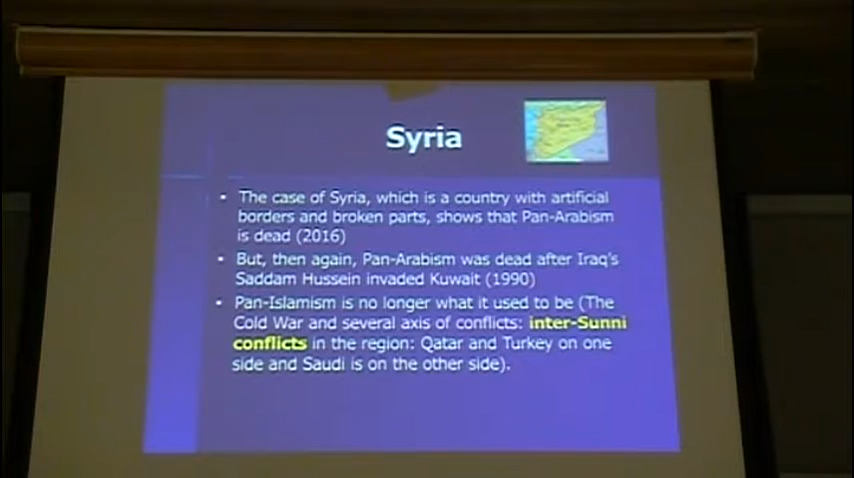 Syria
• The case of Syria, which is a country with artificial
borders and broken parts, shows that Pan-Arabism
is dead (2016)
• But, then again, Pan-Arabism was dead after Iraq's
Saddam Hussein invaded Kuwait (1990)
• Pan-Islamism is no longer what it used to be (The
Cold War and several axis of conflicts: inter-Sunni
conflicts in the region: Qatar and Turkey on one
side and Saudi is on the other side).